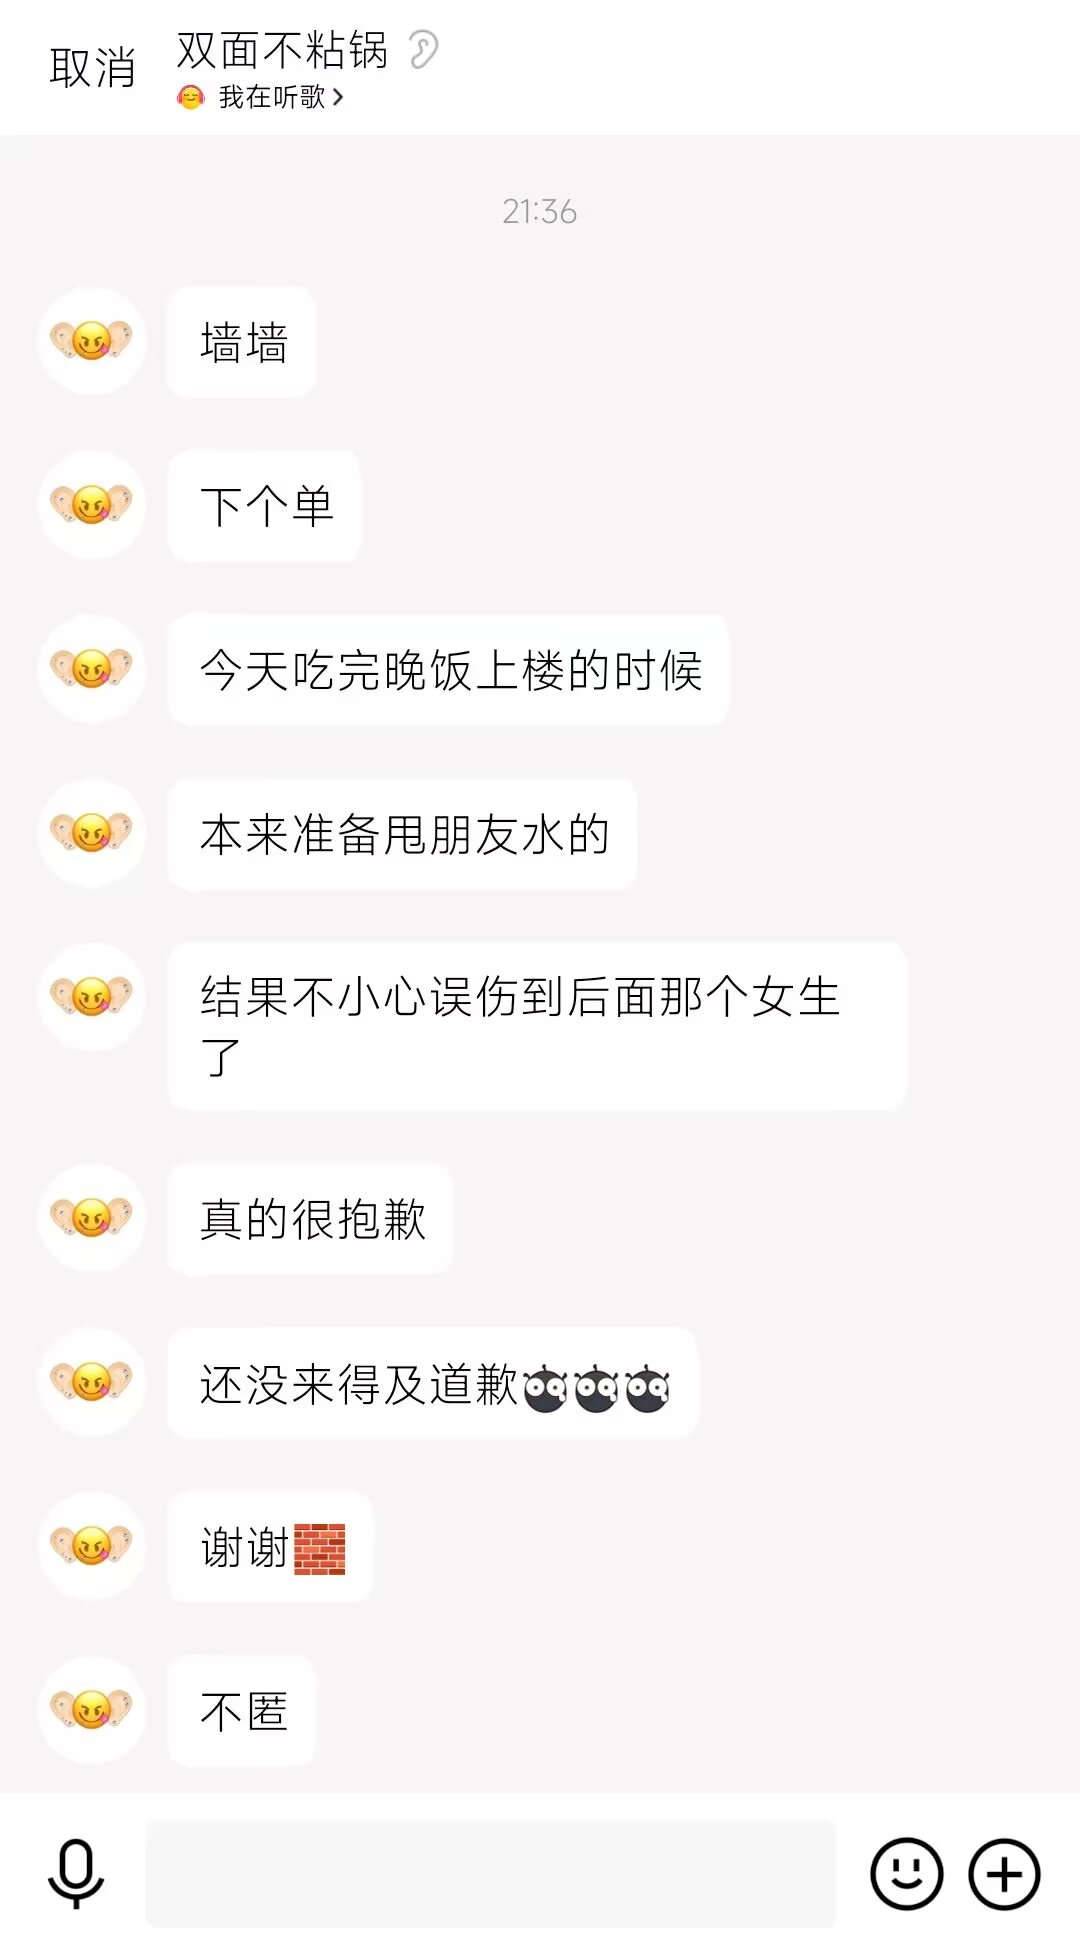 取消
双面不粘锅
我在听歌
21:36
墙墙
下个单
今天吃完晚饭上楼的时候
本来准备甩朋友水的
结果不小心误伤到后面那个女生
了
真的很抱歉
还没来得及道歉
谢谢🧱
不匿